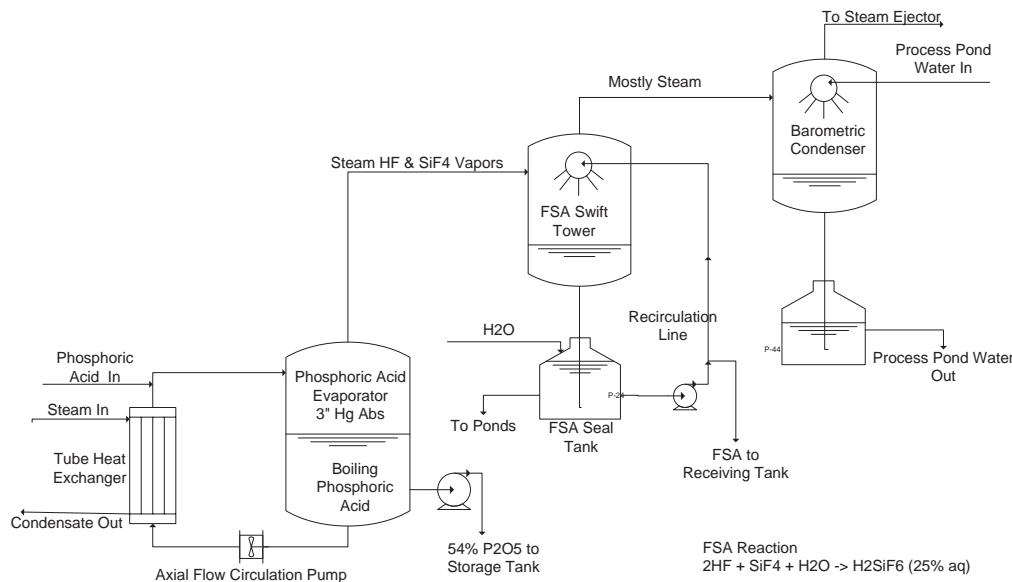 To Steam Ejector
Process Pond
Water In
Mostly Steam
Barometric
Condenser
Steam HF & SiF4 Vapors
FSA Swift
Tower
Recirculation
Line
H2O
P-44
Process Pond Water
Out
Phosphoric
Acid In
Phosphoric Acid
Evaporator
3" Hg Abs
Steam In
P-24
To Ponds
FSA Seal
Tank
FSA to
Receiving Tank
Tube Heat
Exchanger
Boiling
Phosphoric
Acid
Condensate Out
54% P2O5 to
Storage Tank
Axial Flow Circulation Pump
FSA Reaction
2HF + SiF4 + H2O -> H2SiF6 (25% aq)